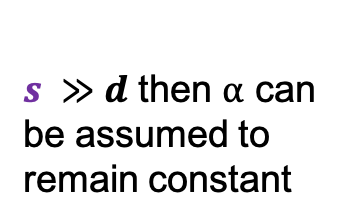 s ≫ d then α can
be assumed to
remain constant